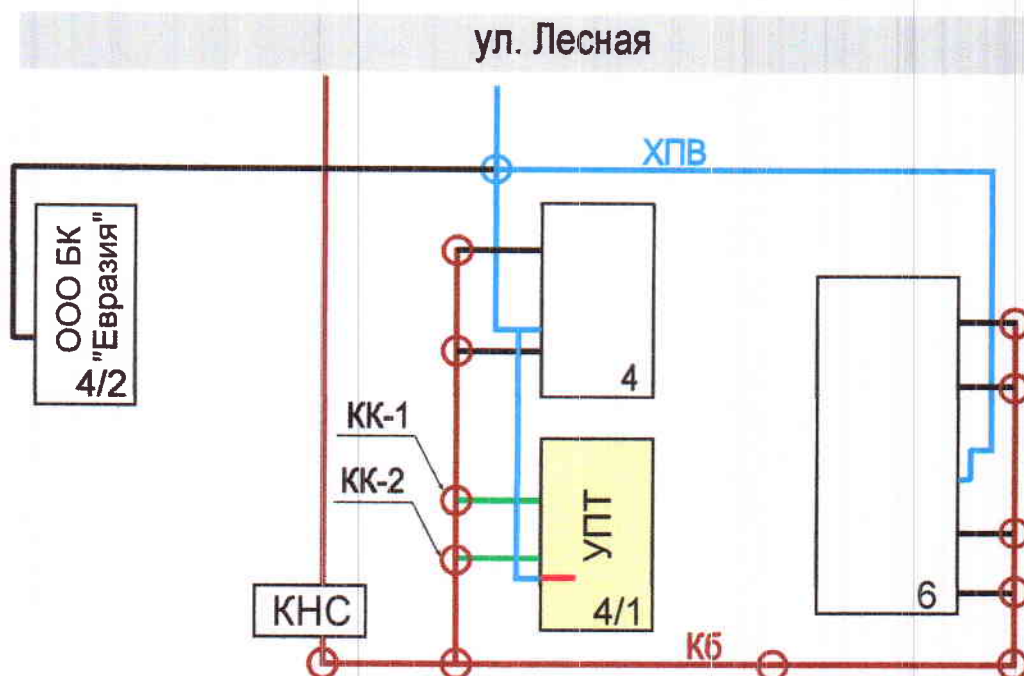 ул. Лесная
ХПВ
ООО БК
"Евразия"
4/2
4
КК-1
КК-2
УПТ
4/1
6
КНС
Кб